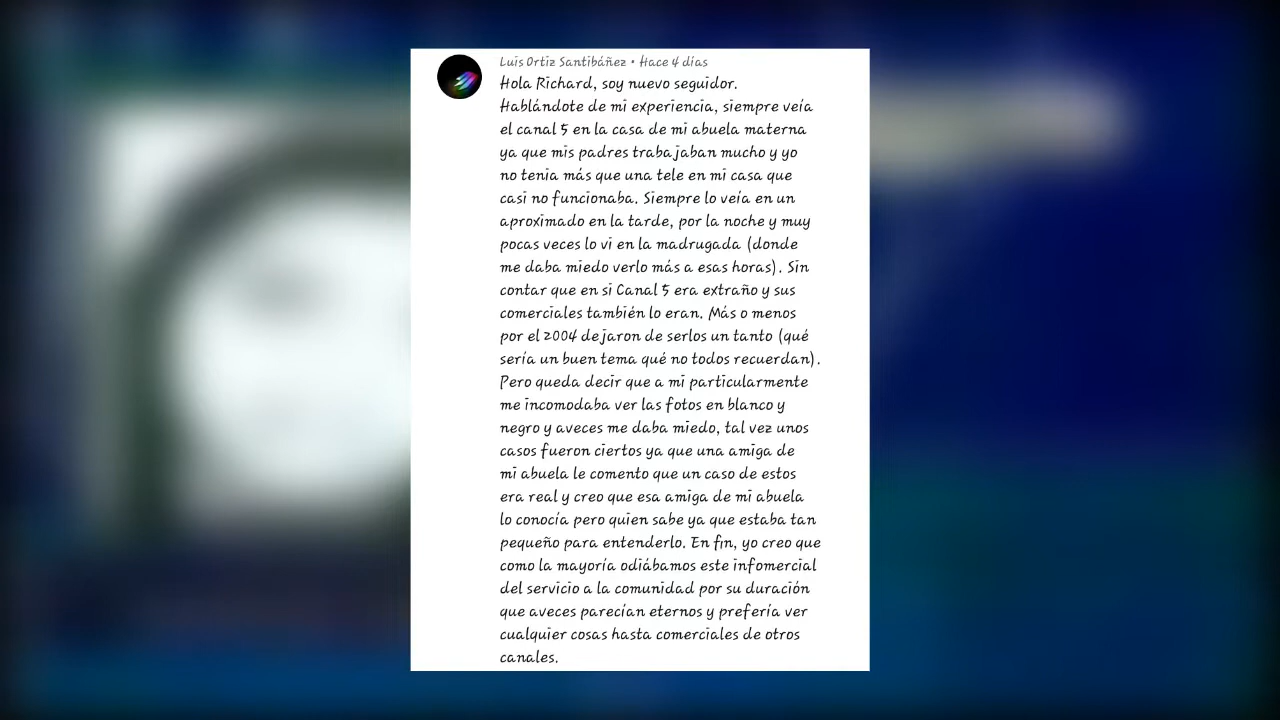 Luis Ortiz Santibáñez • Hace 4 días
Hola Richard, soy nuevo seguidor.
Hablándote de mi experiencia, siempre veía
el canal 5 en la casa de mi abuela materna
ya que mis padres trabajaban mucho y yo
no tenia más que una tele en mi casa que
casi no funcionaba. Siempre lo veía en un
aproximado en la tarde, por la noche y muy
pocas veces lo vi en la madrugada (donde
me daba miedo verlo más a esas horas). Sin
contar que en si Canal 5 era extraño y sus
comerciales también lo eran. Más o menos
por el 2004 dejaron de serlos un tanto (qué
sería un buen tema qué no todos recuerdan).
Pero queda decir que a mi particularmente
me incomodaba ver las fotos en blanco y
negro y aveces me daba miedo, tal vez unos
casos fueron ciertos ya que una amiga de
mi abuela le comento que un caso de estos
era real y creo que esa amiga de mi abuela
lo conocía pero quien sabe ya que estaba tan
pequeño para entenderlo. En fin, yo creo que
como la mayoría odiábamos este infomercial
del servicio a la comunidad por su duración
que aveces parecían eternos y prefería ver
cualquier cosas hasta comerciales de otros
canales.